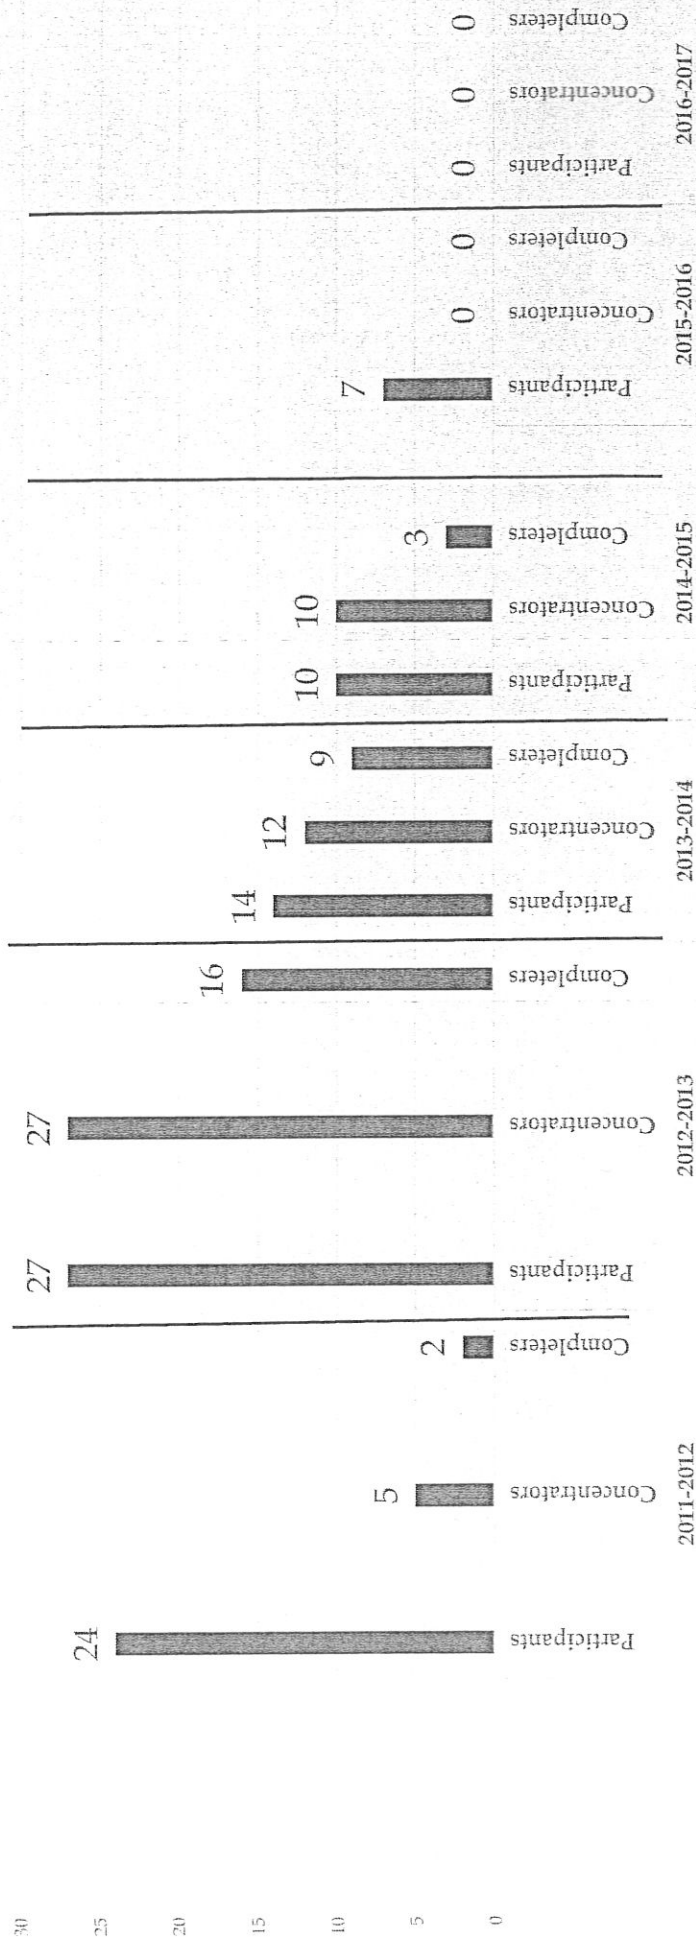 30
25
20
15
10
5
0
24
5
2
27
27
16
14
12
9
10
10
3
7
0
0
0
0
0
Participants
Concentrators
Completers
Participants
Concentrators
Completers
Participants
Concentrators
Completers
Participants
Concentrators
Completers
Participants
Concentrators
Completers
Participants
Concentrators
Completers
2011-2012
2012-2013
2013-2014
2014-2015
2015-2016
2016-2017